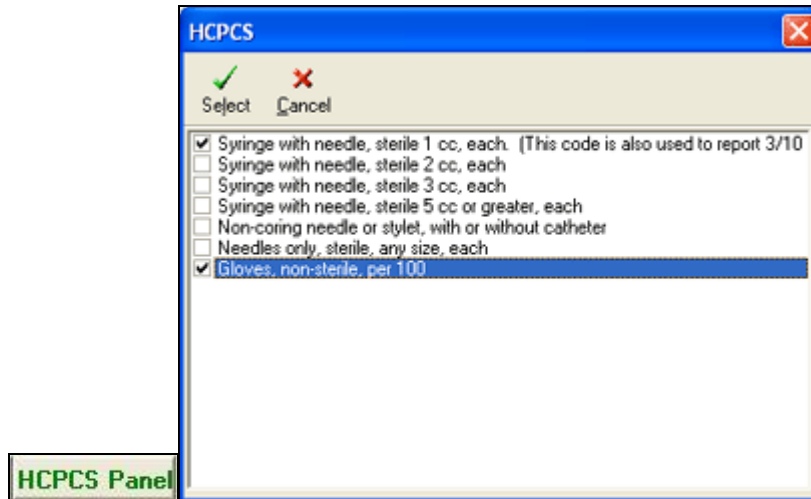 HCPCS
Select Cancel
Syringe with needle, sterile 1 cc, each. (This code is also used to report 3/10
Syringe with needle, sterile 2 cc, each
Syringe with needle, sterile 3 cc, each
Syringe with needle, sterile 5 cc or greater, each
Non-coring needle or stylet, with or without catheter
Needles only, sterile, any size, each
Gloves, non-sterile, per 100
HCPCS Panel